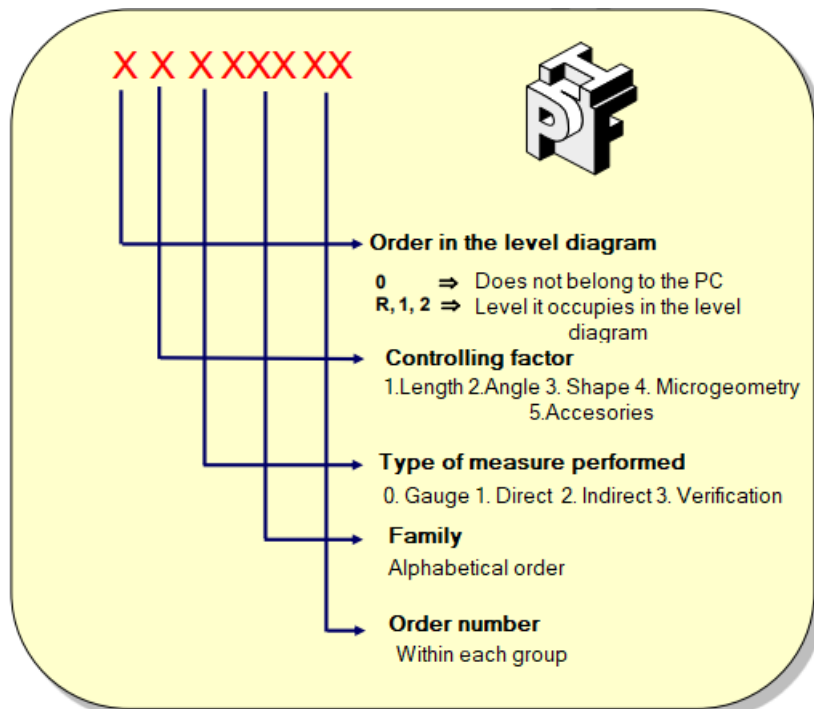 X X X XXX XX
Order in the level diagram
0 ⇒ Does not belong to the PC
R, 1, 2 ⇒ Level it occupies in the level
diagram
Controlling factor
1.Length 2.Angle 3. Shape 4. Microgeometry
5.Accesories
Type of measure performed
0. Gauge 1. Direct 2. Indirect 3. Verification
Family
Alphabetical order
Order number
Within each group